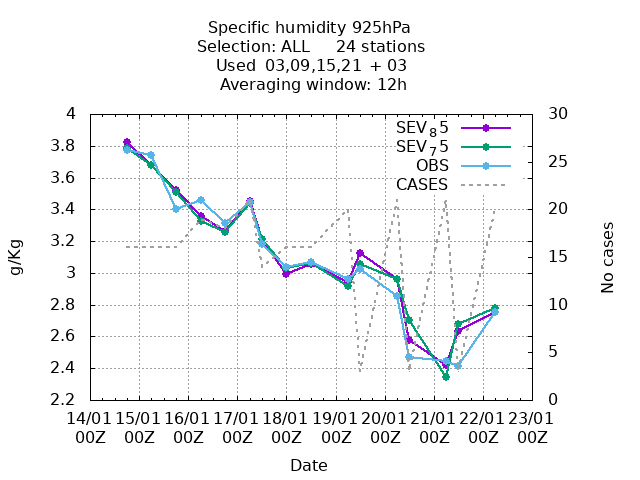 Specific humidity 925hPa
Selection: ALL 24 stations
Used 03,09,15,21 + 03
Averaging window: 12h
4
3.8
3.6
3.4
3.2
3
2.8
2.6
2.4
2.2
g/Kg
SEV₈5
SEV₇5
OBS
CASES
30
25
20
15
10
5
0
No cases
14/01 15/01 16/01 17/01 18/01 19/01 20/01 21/01 22/01 23/01
00Z 00Z 00Z 00Z 00Z 00Z 00Z 00Z 00Z 00Z
Date